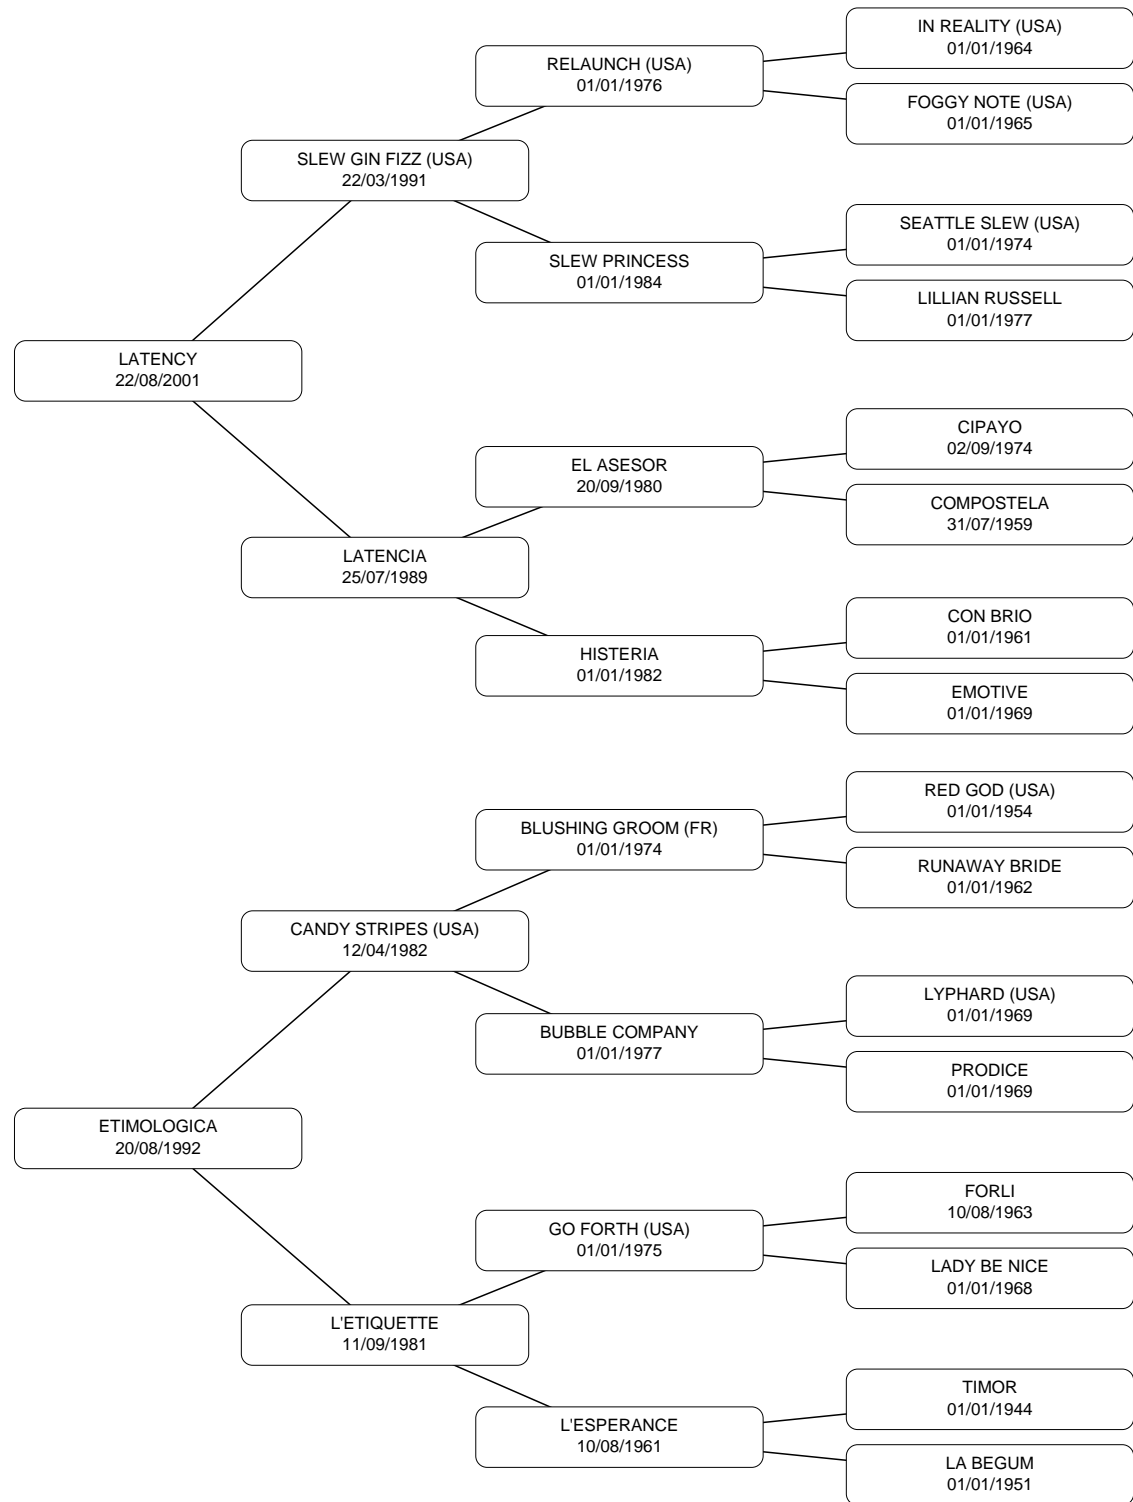 IN REALITY (USA)
01/01/1964
RELAUNCH (USA)
01/01/1976
FOGGY NOTE (USA)
01/01/1965
SLEW GIN FIZZ (USA)
22/03/1991
SEATTLE SLEW (USA)
01/01/1974
SLEW PRINCESS
01/01/1984
LILLIAN RUSSELL
01/01/1977
LATENCY
22/08/2001
CIPAYO
02/09/1974
EL ASESOR
20/09/1980
COMPOSTELA
31/07/1959
LATENCIA
25/07/1989
CON BRIO
01/01/1961
HISTERIA
01/01/1982
EMOTIVE
01/01/1969
RED GOD (USA)
01/01/1954
BLUSHING GROOM (FR)
01/01/1974
RUNAWAY BRIDE
01/01/1962
CANDY STRIPES (USA)
12/04/1982
LYPHARD (USA)
01/01/1969
BUBBLE COMPANY
01/01/1977
PRODICE
01/01/1969
ETIMOLOGICA
20/08/1992
FORLI
10/08/1963
GO FORTH (USA)
01/01/1975
LADY BE NICE
01/01/1968
L'ETIQUETTE
11/09/1981
TIMOR
01/01/1944
L'ESPERANCE
10/08/1961
LA BEGUM
01/01/1951